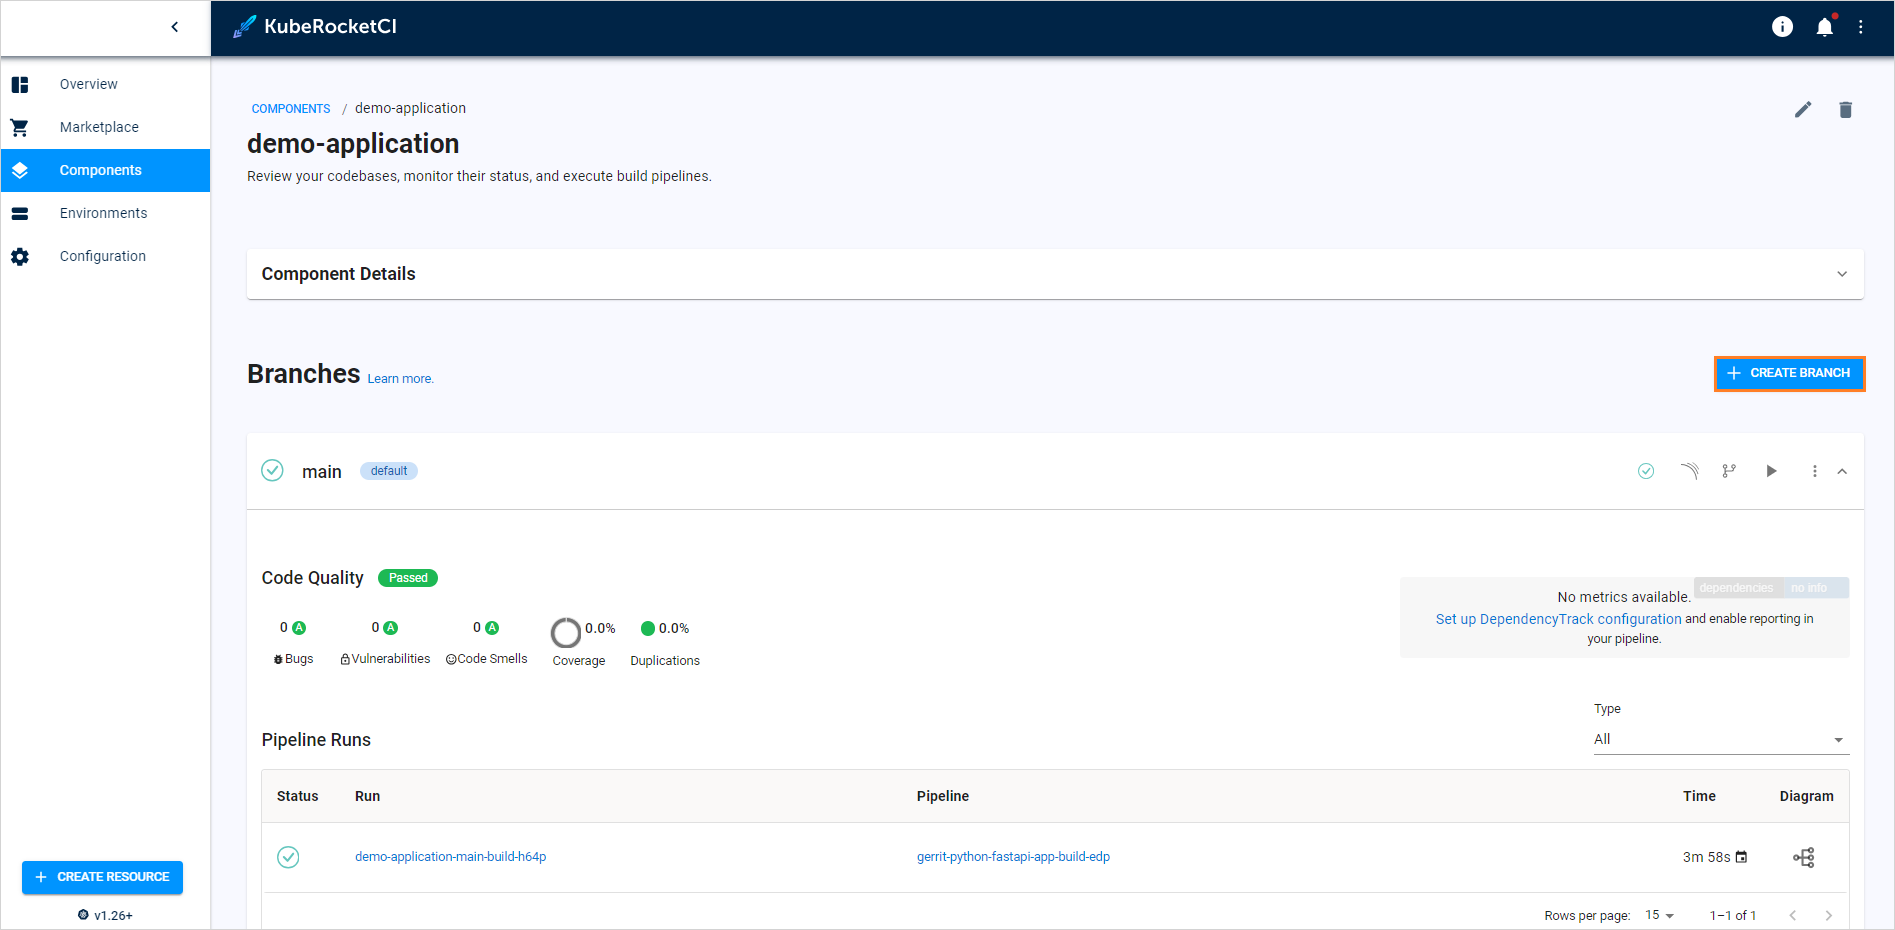 KubeRocketCI
Overview
Marketplace
Components
Environments
Configuration
CREATE RESOURCE
v1.26+
COMPONENTS / demo-application
demo-application
Review your codebases, monitor their status, and execute build pipelines.
Component Details
Branches Learn more.
CREATE BRANCH
main default
Code Quality Passed
0 A 0 A 0 A 0.0% 0.0%
Bugs Vulnerabilities Code Smells Coverage Duplications
dependencies no info
No metrics available.
Set up DependencyTrack configuration and enable reporting in
your pipeline.
Type
Pipeline Runs
All
Status Run Pipeline Time Diagram
demo-application-main-build-h64p gerrit-python-fastapi-app-build-edp 3m 58s
Rows per page: 15 1–1 of 1